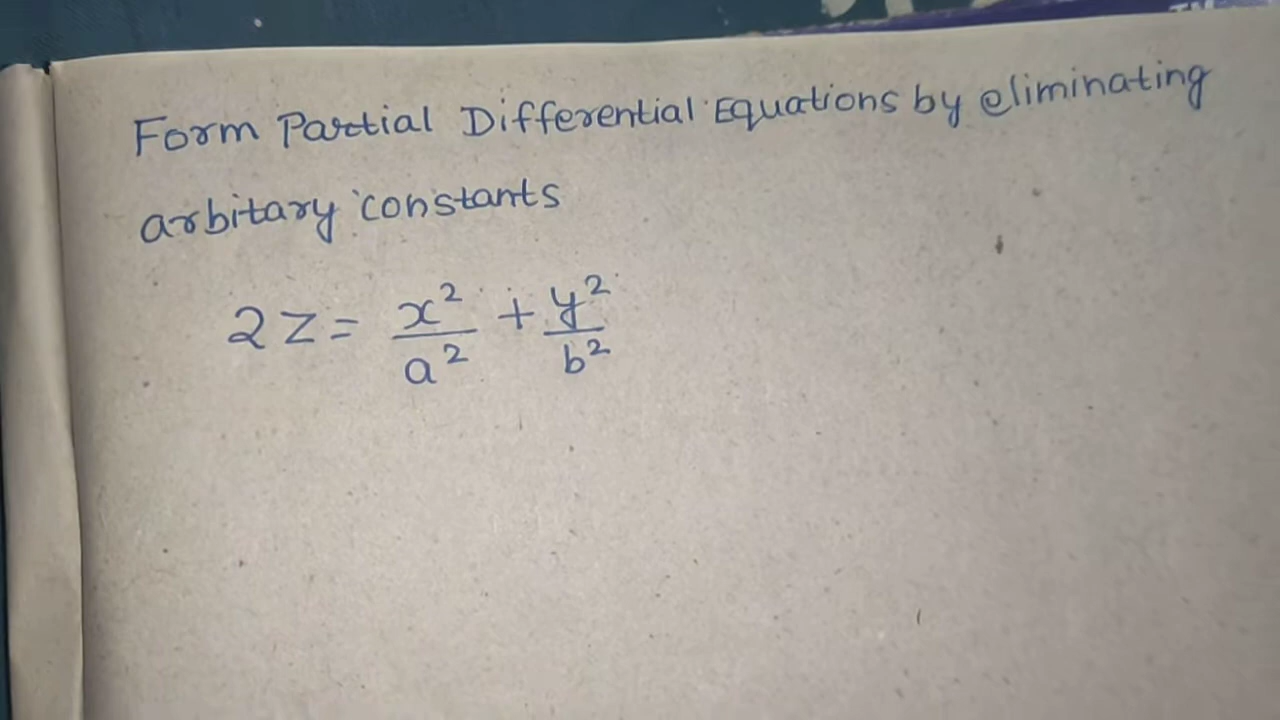 Form Partial Differential Equations by eliminating
arbitary constants
2z = x²/a² + y²/b²